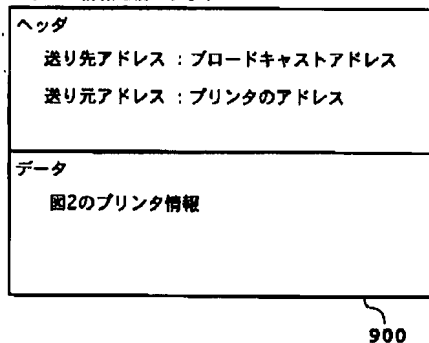 ヘッダ
送り先アドレス : ブロードキャストアドレス
送り元アドレス : プリンタのアドレス
データ
図2のプリンタ情報
900